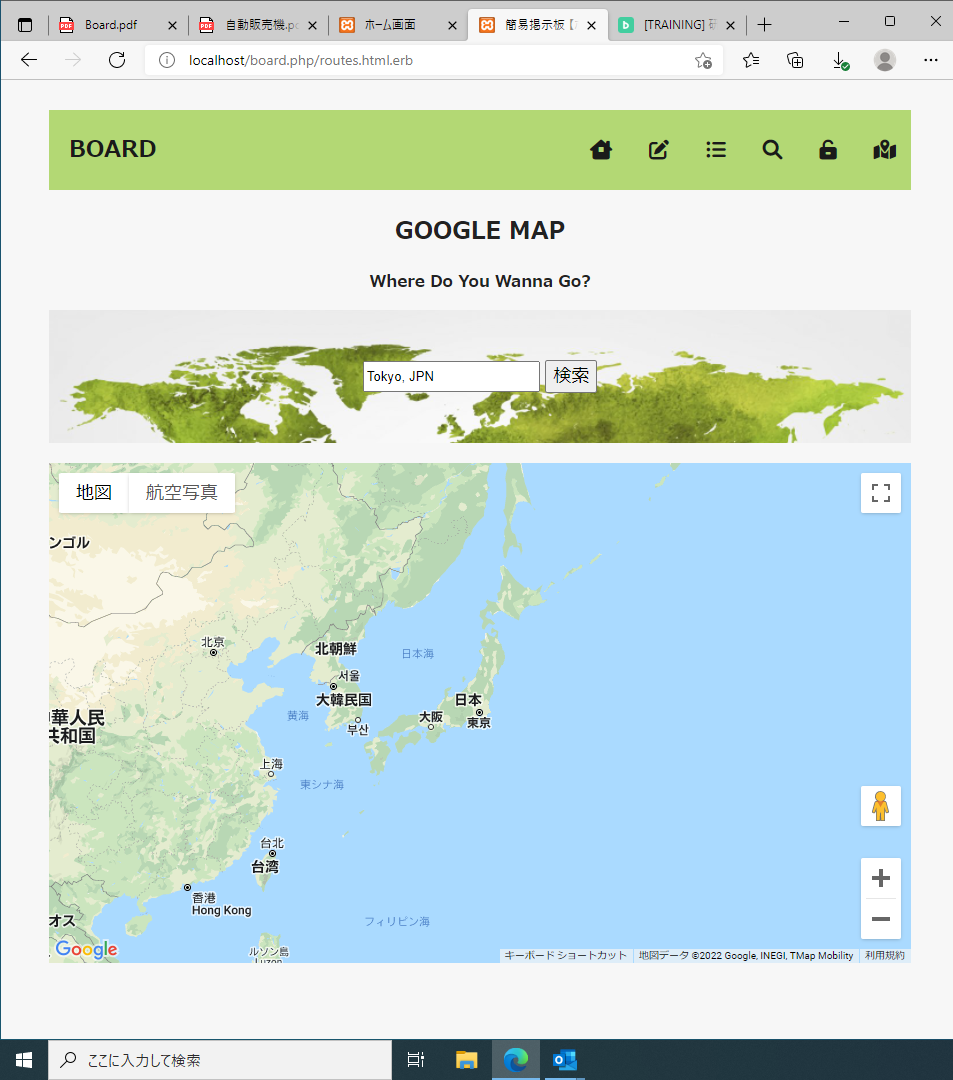 Board.pdf
自動販売機.p
ホーム画面
簡易掲示板【
[TRAINING] 研
localhost/board.php/routes.html.erb
BOARD
GOOGLE MAP
Where Do You Wanna Go?
Tokyo, JPN
検索
地図
航空写真
ンゴル
北京
北朝鮮
日本海
서울
大韓民国
日本
黄海
부산
大阪
東京
華人民
共和国
上海
東シナ海
台北
台湾
香港
Hong Kong
オス
フィリピン海
ルソン島
Luzon
Google
キーボード ショートカット
地図データ ©2022 Google, INEGI, TMap Mobility
利用規約
ここに入力して検索